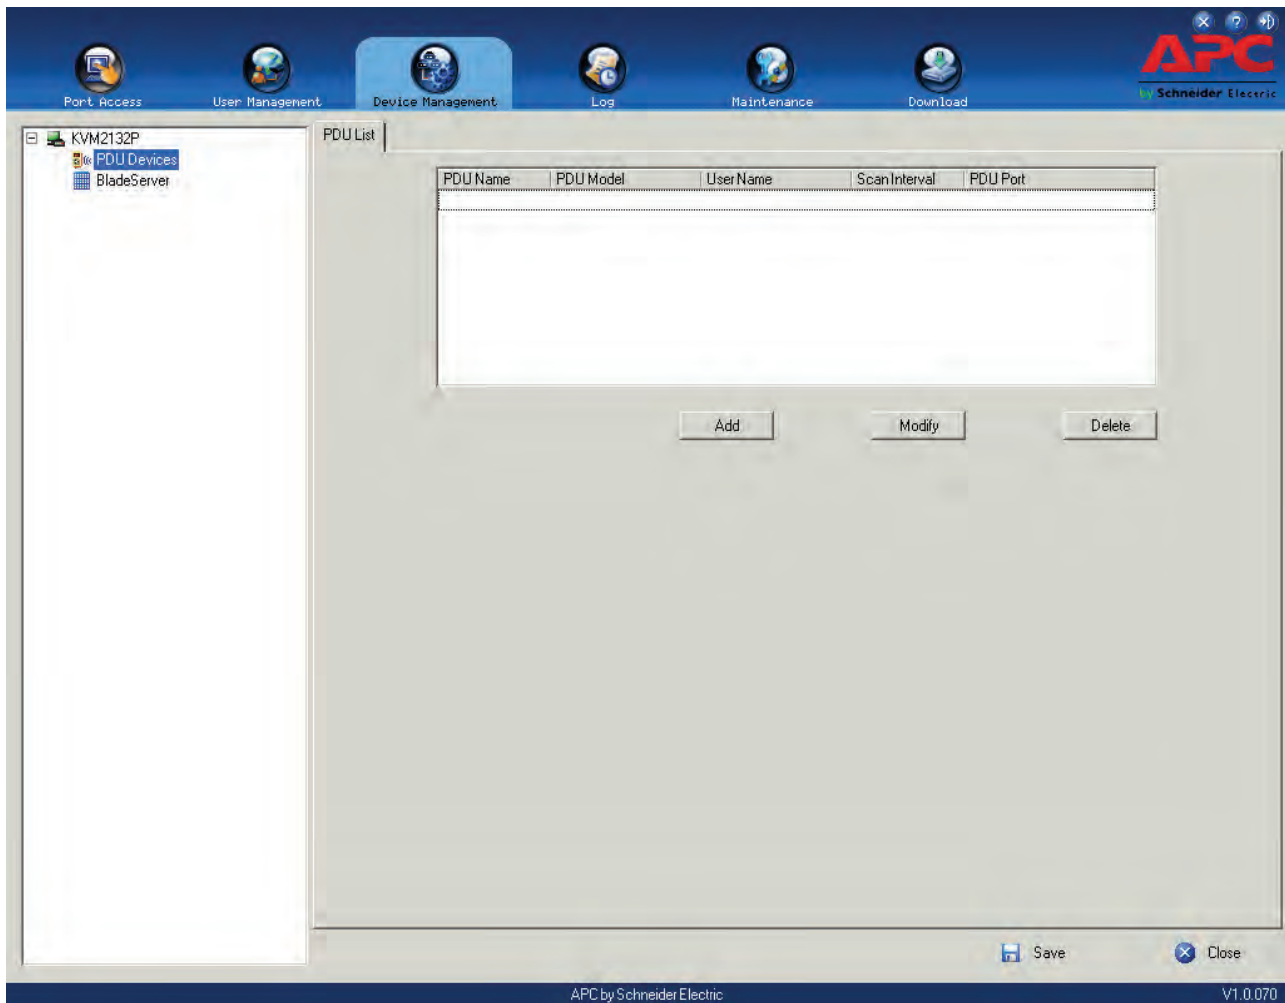 APC
by Schneider Electric
Port Access
User Management
Device Management
Log
Maintenance
Download
KVM2132P
PDU Devices
BladeServer
PDU List
PDU Name PDU Model User Name Scan Interval PDU Port
Add Modify Delete
Save Close
APC by Schneider Electric
V1.0.070